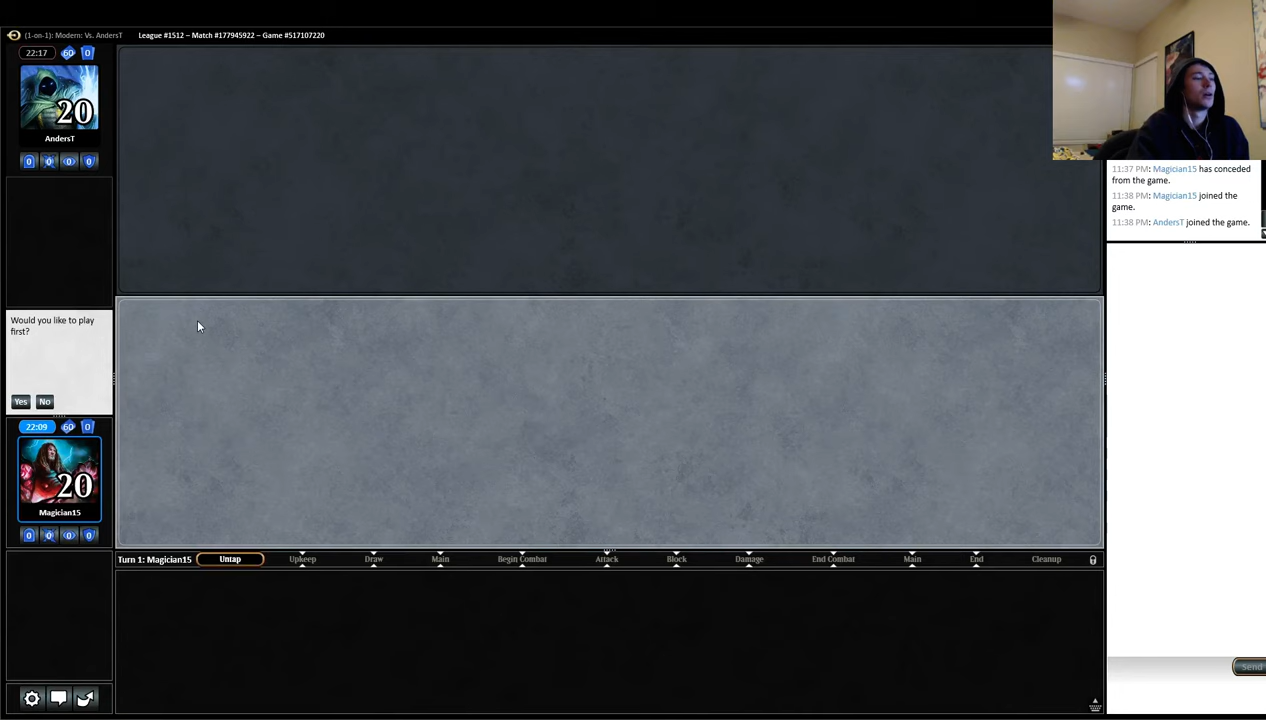 (1-on-1): Modern: Vs. AndersT
League #1512 – Match #177945922 – Game #517107220
22:17
60
0
20
AndersT
0 0 0 0
11:37 PM: Magician15 has conceded
from the game.
11:38 PM: Magician15 joined the
game.
11:38 PM: AndersT joined the game.
Would you like to play
first?
Yes
No
22:09
60
0
20
Magician15
0 0 0 0
Turn 1: Magician15
Untap
Upkeep
Draw
Main
Begin Combat
Attack
Block
Damage
End Combat
Main
End
Cleanup
Send